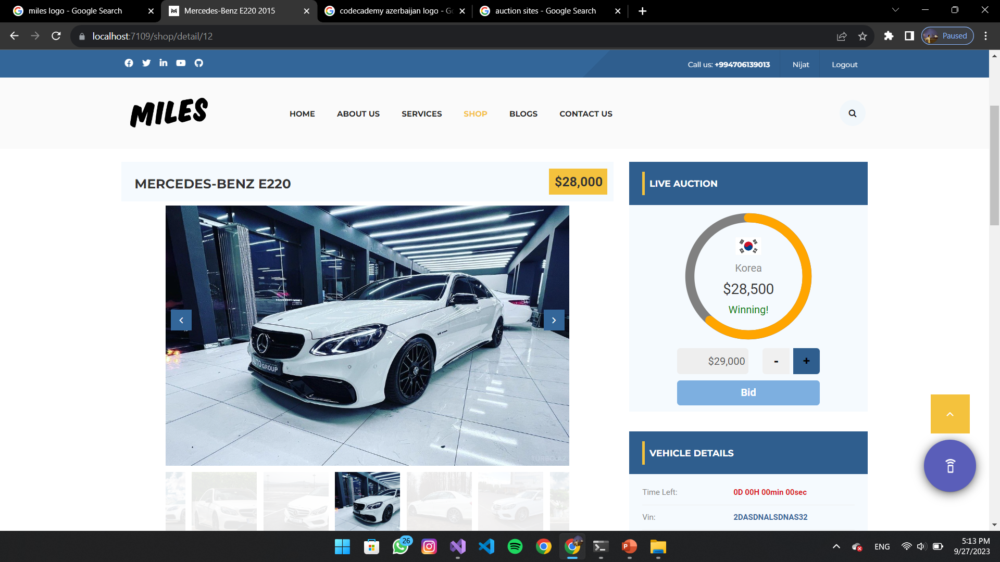 miles logo - Google Search
Mercedes-Benz E220 2015
codecademy azerbaijan logo - Go
auction sites - Google Search
localhost:7109/shop/detail/12
Paused
Call us: +994706139013
Nijat
Logout
MILES
HOME
ABOUT US
SERVICES
SHOP
BLOGS
CONTACT US
MERCEDES-BENZ E220
$28,000
LIVE AUCTION
Korea
$28,500
Winning!
AUTO GROUP
TURBO.AZ
$29,000
-
+
Bid
VEHICLE DETAILS
Time Left:
0D 00H 00min 00sec
Vin:
2DASDNALSDNAS32
26
ENG
5:13 PM
9/27/2023